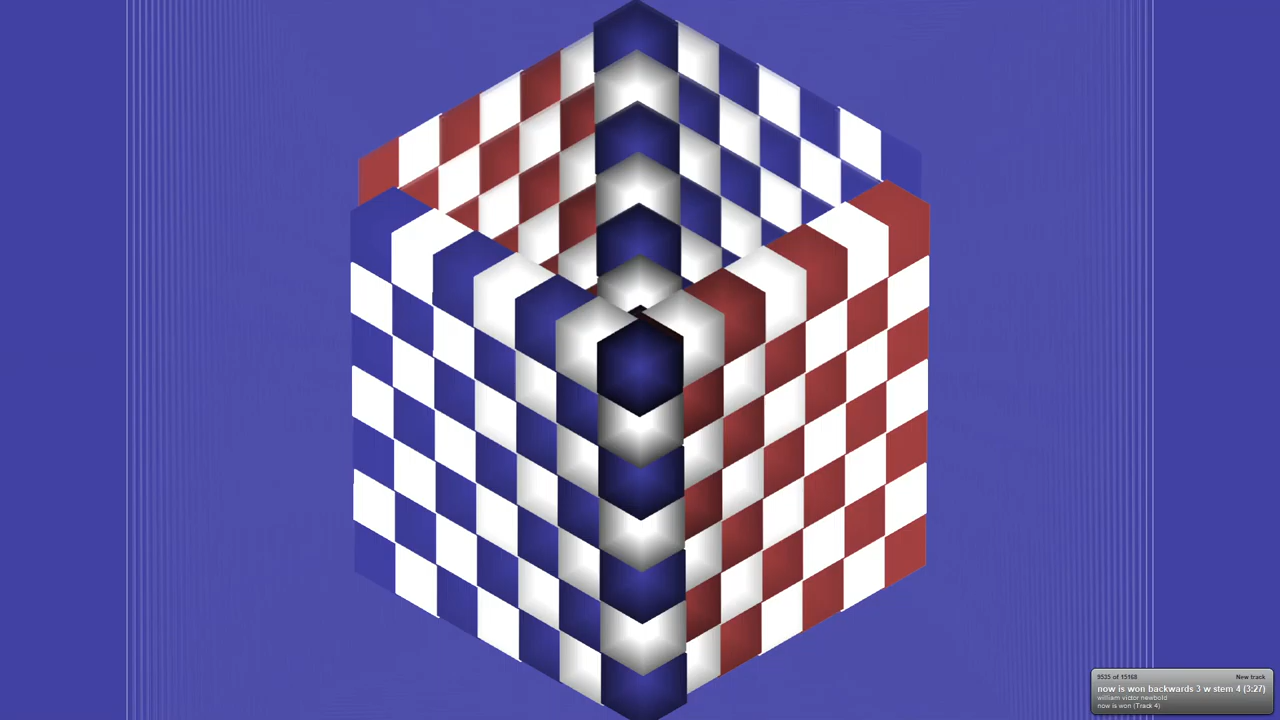 9535 of 15168 New track
now is won backwards 3 w stem 4 (3:27)
william victor newbold
now is won (Track 4)